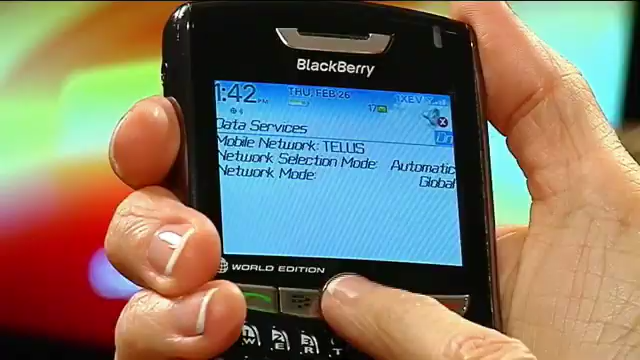 BlackBerry
1:42PM THU, FEB 26 1XEV
17
Data Services On
Mobile Network: TELUS
Network Selection Mode: Automatic
Network Mode: Global
WORLD EDITION
W E R T